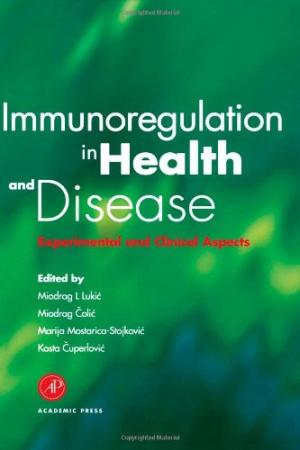 Immunoregulation
in Health
and Disease
Experimental and Clinical Aspects
Edited by
Miodrag L Lukić
Miodrag Čolić
Marija Mostarica-Stojković
Kosta Čuperlović
AP
ACADEMIC PRESS